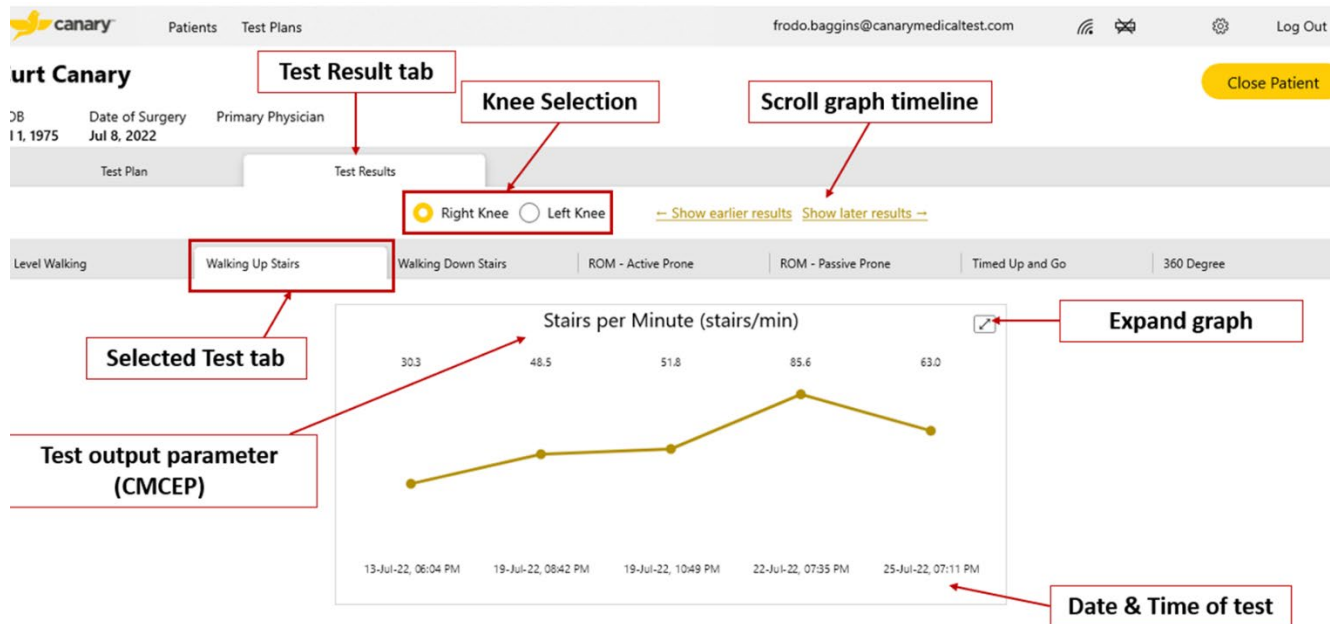 canary
Patients
Test Plans
frodo.baggins@canarymedicaltest.com
Log Out
urt Canary
Test Result tab
Knee Selection
Scroll graph timeline
Close Patient
OB
Date of Surgery
Primary Physician
l 1, 1975
Jul 8, 2022
Test Plan
Test Results
Right Knee
Left Knee
← Show earlier results
Show later results →
Level Walking
Walking Up Stairs
Walking Down Stairs
ROM - Active Prone
ROM - Passive Prone
Timed Up and Go
360 Degree
Stairs per Minute (stairs/min)
Expand graph
Selected Test tab
30.3
48.5
51.8
85.6
63.0
Test output parameter
(CMCEP)
13-Jul-22, 06:04 PM
19-Jul-22, 08:42 PM
19-Jul-22, 10:49 PM
22-Jul-22, 07:35 PM
25-Jul-22, 07:11 PM
Date & Time of test